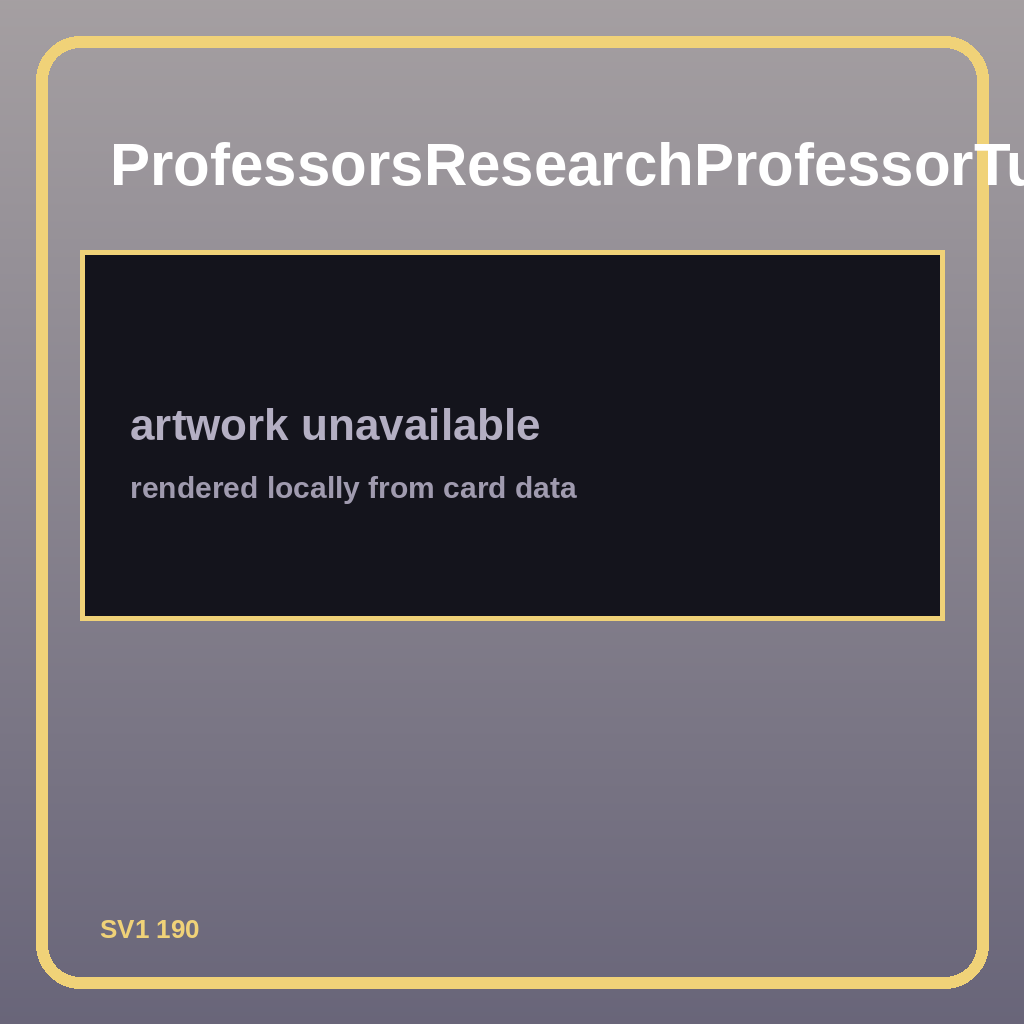 ProfessorsResearchProfessorTu
artwork unavailable
rendered locally from card data
SV1 190